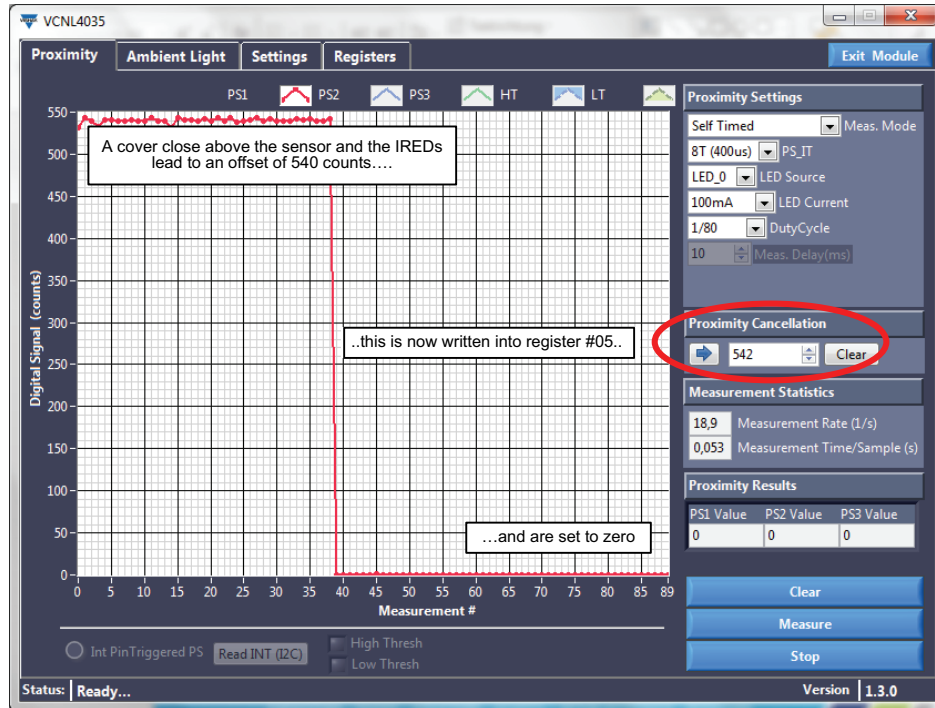 VCNL4035
Proximity
Ambient Light
Settings
Registers
Exit Module
PS1
PS2
PS3
HT
LT
550
500
450
400
350
300
250
200
150
100
50
0
Digital Signal (counts)
A cover close above the sensor and the IREDs
lead to an offset of 540 counts....
..this is now written into register #05..
...and are set to zero
0 5 10 15 20 25 30 35 40 45 50 55 60 65 70 75 80 85 89
Measurement #
Proximity Settings
Self Timed Meas. Mode
8T (400us) PS_IT
LED_0 LED Source
100mA LED Current
1/80 DutyCycle
10 Meas. Delay(ms)
Proximity Cancellation
542 Clear
Measurement Statistics
18,9 Measurement Rate (1/s)
0,053 Measurement Time/Sample (s)
Proximity Results
PS1 Value PS2 Value PS3 Value
0 0 0
Clear
Measure
Stop
Int PinTriggered PS
Read INT (I2C)
High Thresh
Low Thresh
Status: Ready...
Version 1.3.0